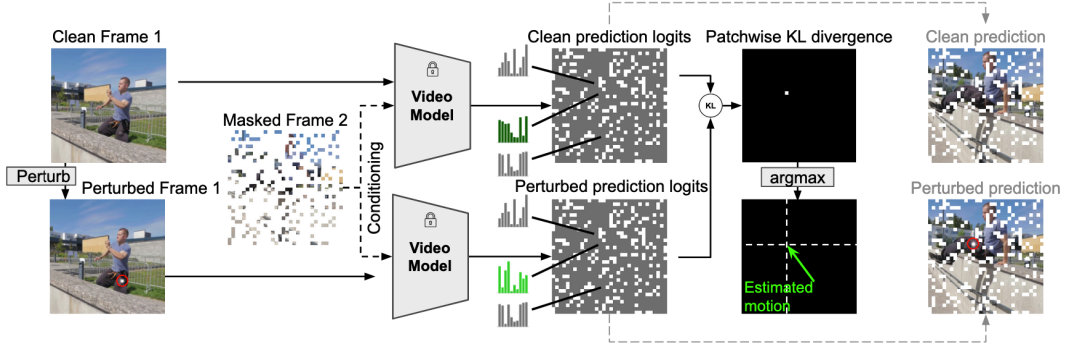 Clean Frame 1
Clean prediction logits
Patchwise KL divergence
Clean prediction
Video
Model
KL
Masked Frame 2
Conditioning
Perturb
argmax
Perturbed Frame 1
Perturbed prediction logits
Perturbed prediction
Video
Model
Estimated
motion